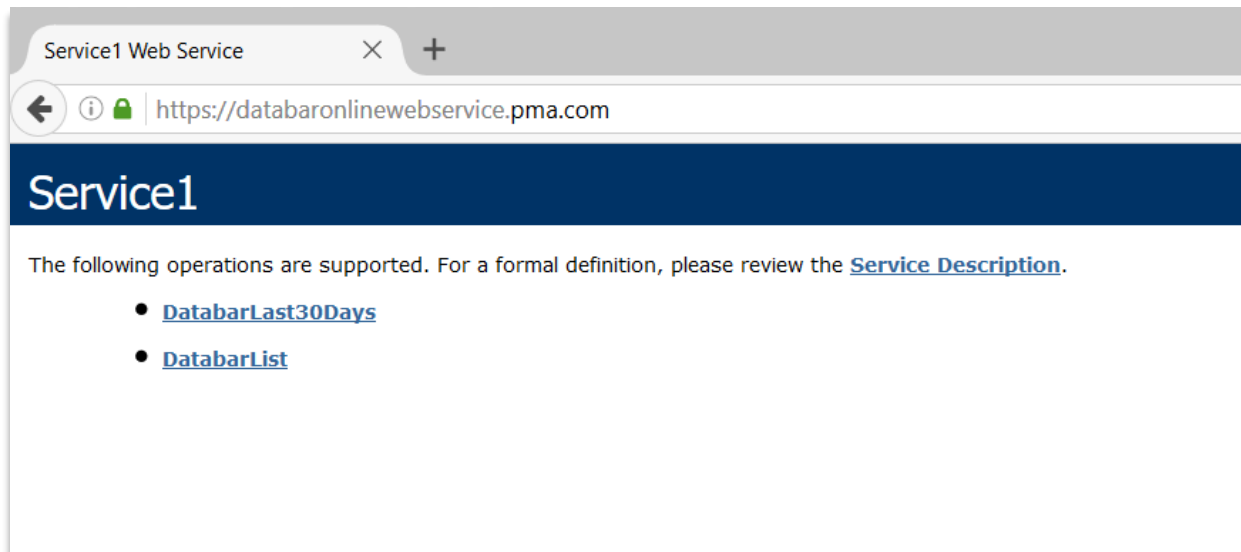 Service1 Web Service
https://databaronlinewebservice.pma.com
Service1
The following operations are supported. For a formal definition, please review the Service Description.
DatabarLast30Days
DatabarList